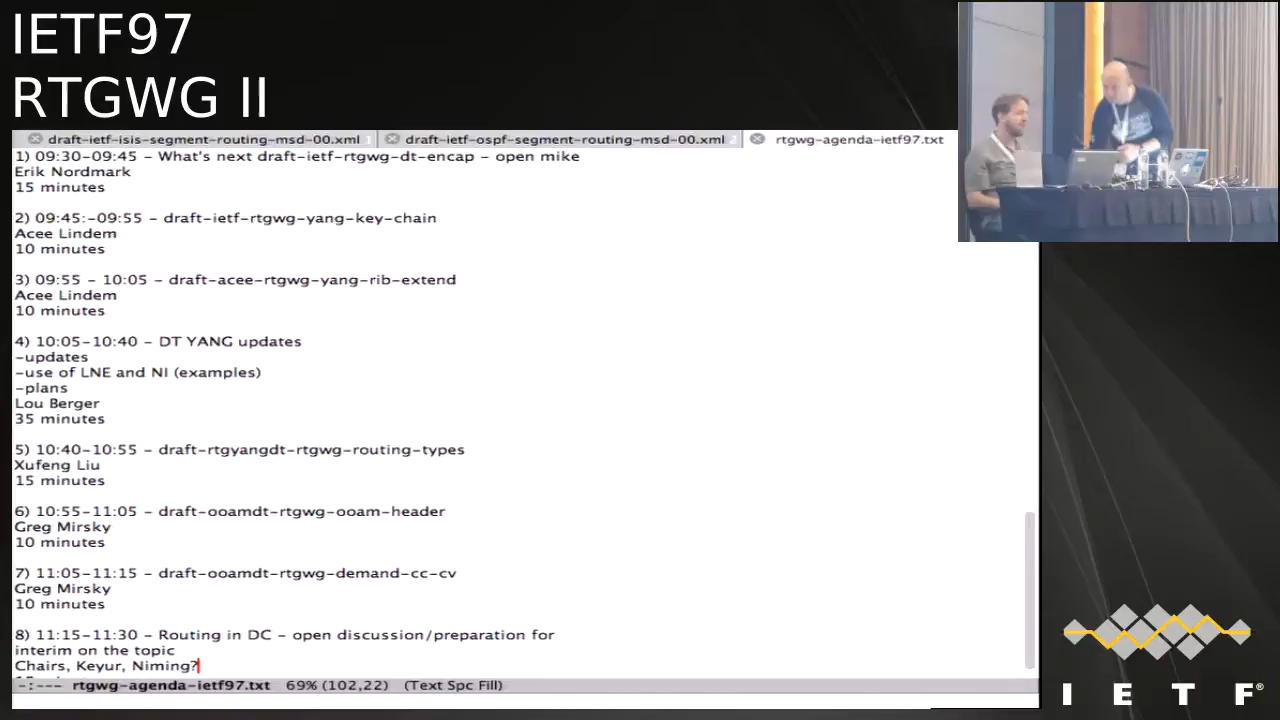 IETF97
RTGWG II
draft-ietf-isis-segment-routing-msd-00.xml
draft-ietf-ospf-segment-routing-msd-00.xml
rtgwg-agenda-ietf97.txt
1) 09:30-09:45 - What's next draft-ietf-rtgwg-dt-encap - open mike
Erik Nordmark
15 minutes
2) 09:45:-09:55 - draft-ietf-rtgwg-yang-key-chain
Acee Lindem
10 minutes
3) 09:55 - 10:05 - draft-acee-rtgwg-yang-rib-extend
Acee Lindem
10 minutes
4) 10:05-10:40 - DT YANG updates
-updates
-use of LNE and NI (examples)
-plans
Lou Berger
35 minutes
5) 10:40-10:55 - draft-rtgyangdt-rtgwg-routing-types
Xufeng Liu
15 minutes
6) 10:55-11:05 - draft-ooamdt-rtgwg-ooam-header
Greg Mirsky
10 minutes
7) 11:05-11:15 - draft-ooamdt-rtgwg-demand-cc-cv
Greg Mirsky
10 minutes
8) 11:15-11:30 - Routing in DC - open discussion/preparation for
interim on the topic
Chairs, Keyur, Niming?
-:--- rtgwg-agenda-ietf97.txt 69% (102,22) (Text Spc Fill)
I E T F®